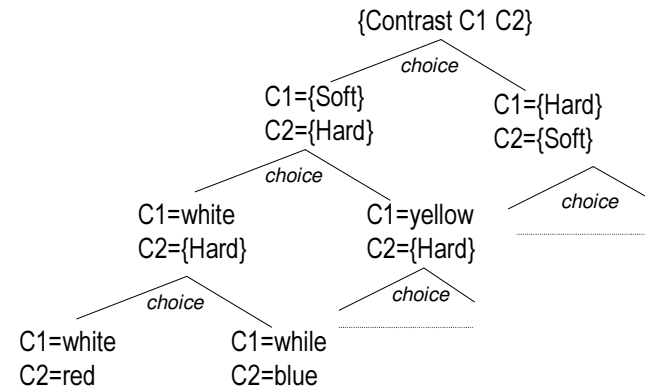 {Contrast C1 C2}
choice
C1={Soft}
C2={Hard}
C1={Hard}
C2={Soft}
choice
choice
C1=white
C2={Hard}
C1=yellow
C2={Hard}
choice
choice
C1=white
C2=red
C1=while
C2=blue